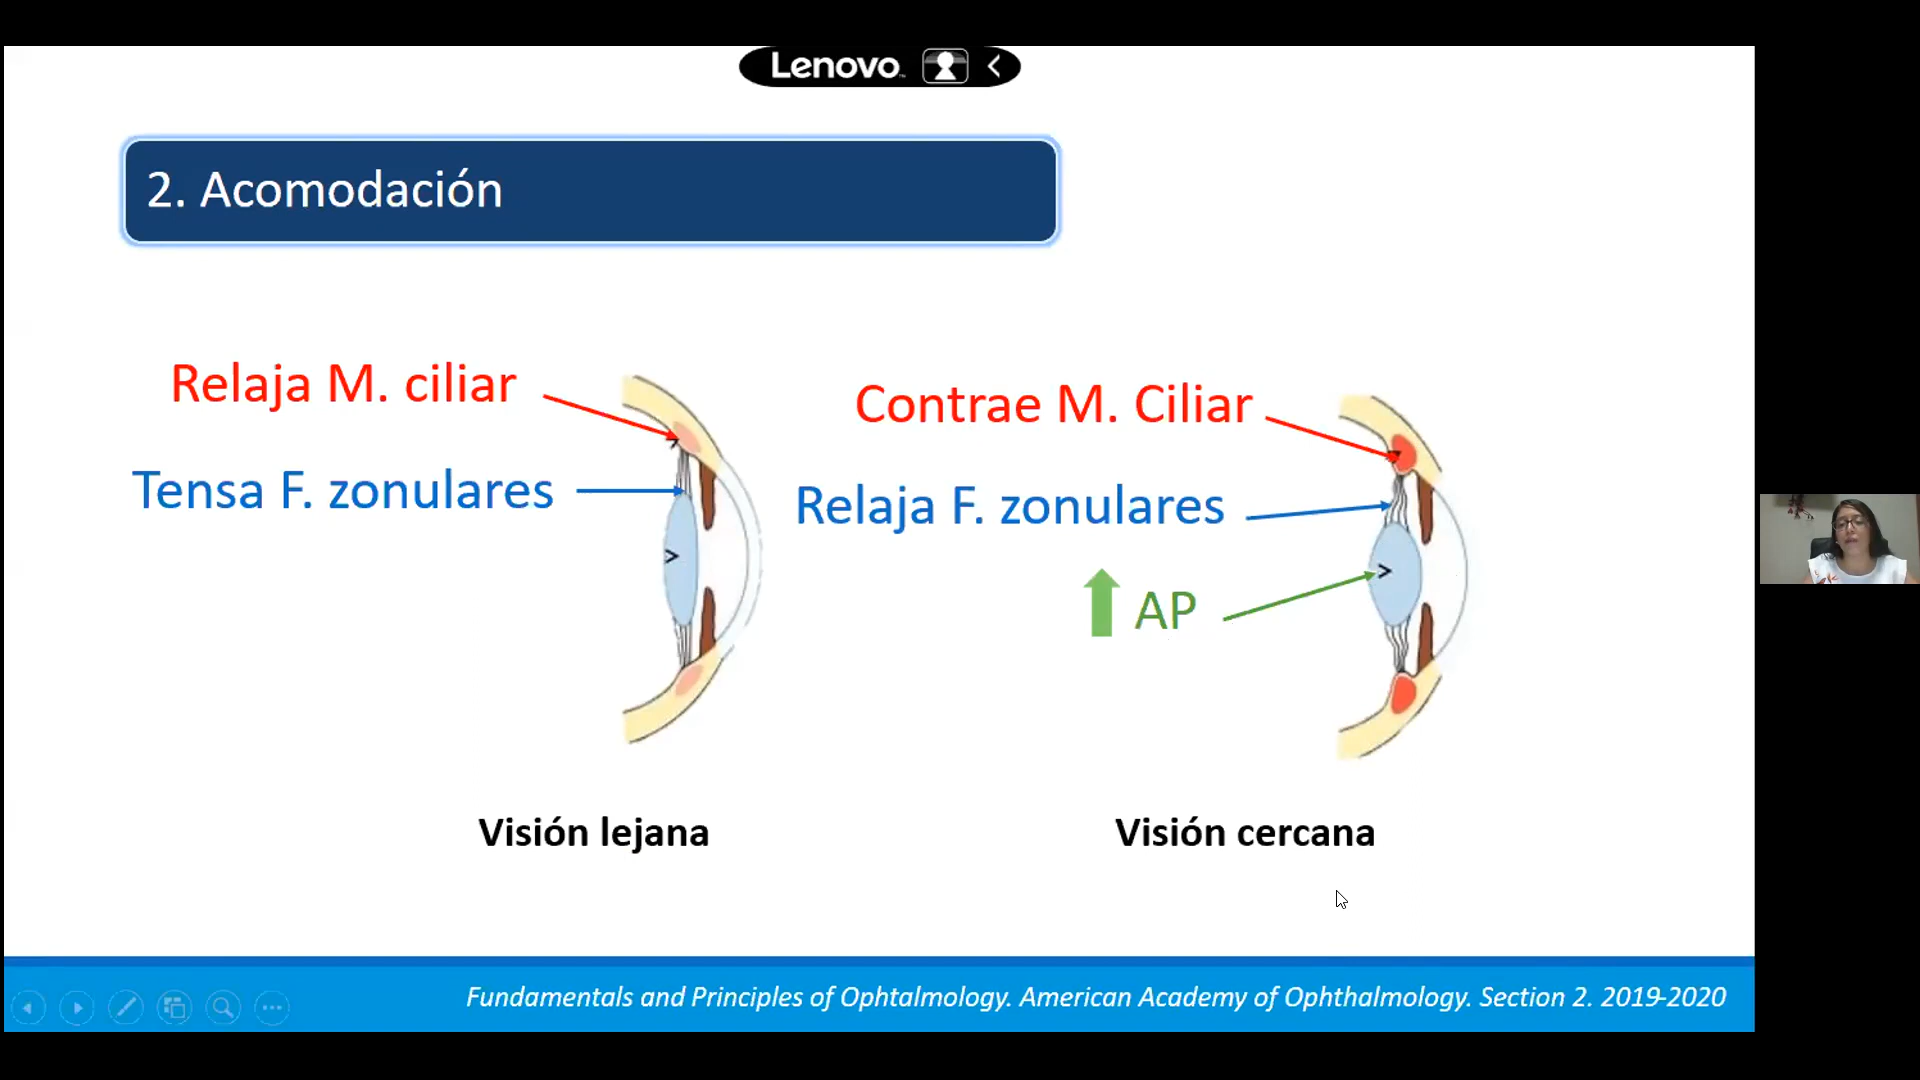 Lenovo
2. Acomodación
Relaja M. ciliar
Tensa F. zonulares
Contrae M. Ciliar
Relaja F. zonulares
AP
Visión lejana
Visión cercana
Fundamentals and Principles of Ophtalmology. American Academy of Ophthalmology. Section 2. 2019-2020